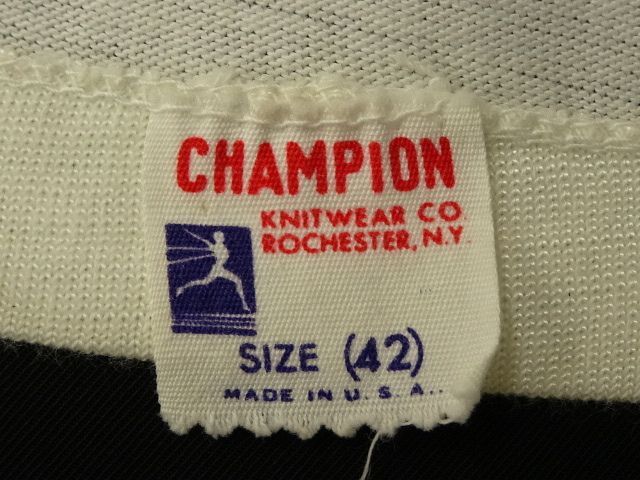 CHAMPION
KNITWEAR CO.
ROCHESTER, N.Y.
SIZE (42)
MADE IN U.S.A..